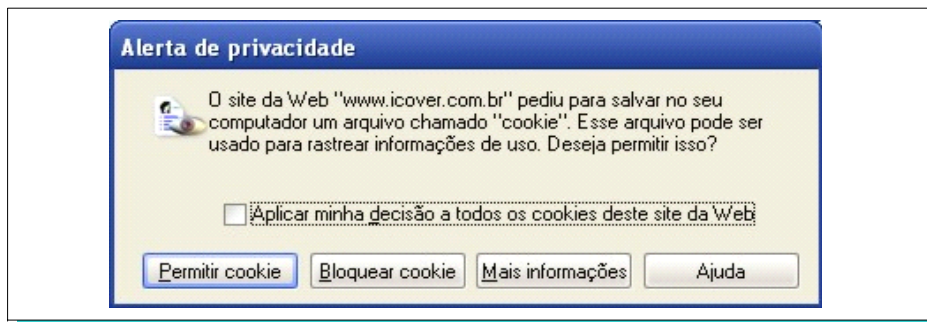 Alerta de privacidade
O site da Web "www.icover.com.br" pediu para salvar no seu
computador um arquivo chamado "cookie". Esse arquivo pode ser
usado para rastrear informações de uso. Deseja permitir isso?
Aplicar minha decisão a todos os cookies deste site da Web
Permitir cookie Bloquear cookie Mais informações Ajuda